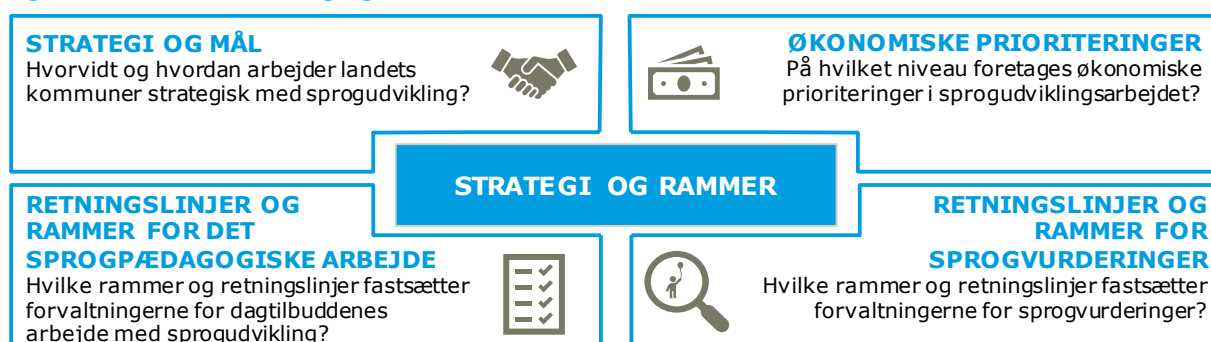 STRATEGI OG MÅL
Hvorvidt og hvordan arbejder landets
kommuner strategisk med sprogudvikling?
ØKONOMISKE PRIORITERINGER
På hvilket niveau foretages økonomiske
prioriteringer i sprogudviklingsarbejdet?
STRATEGI OG RAMMER
RETNINGSLINJER OG
RAMMER FOR DET
SPROGPÆDAGOGISKE ARBEJDE
Hvilke rammer og retningslinjer fastsætter
forvaltningerne for dagtilbuddenes
arbejde med sprogudvikling?
RETNINGSLINJER OG
RAMMER FOR
SPROGVURDERINGER
Hvilke rammer og retningslinjer fastsætter
forvaltningerne for sprogvurderinger?